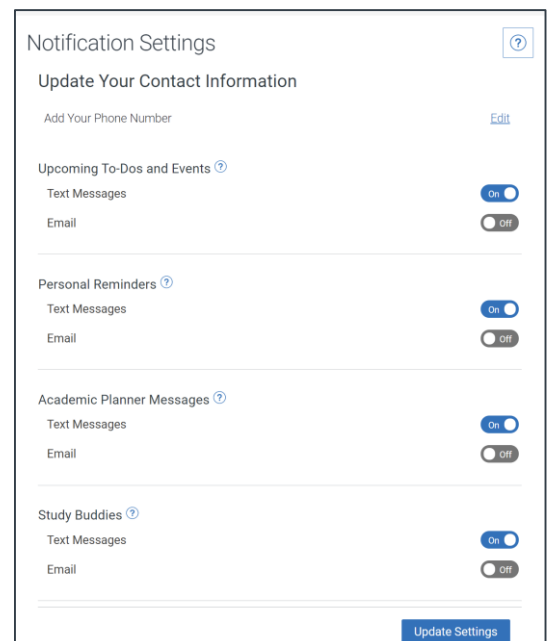 Notification Settings ?
Update Your Contact Information
Add Your Phone Number Edit
Upcoming To-Dos and Events ?
Text Messages On
Email Off
Personal Reminders ?
Text Messages On
Email Off
Academic Planner Messages ?
Text Messages On
Email Off
Study Buddies ?
Text Messages On
Email Off
Update Settings